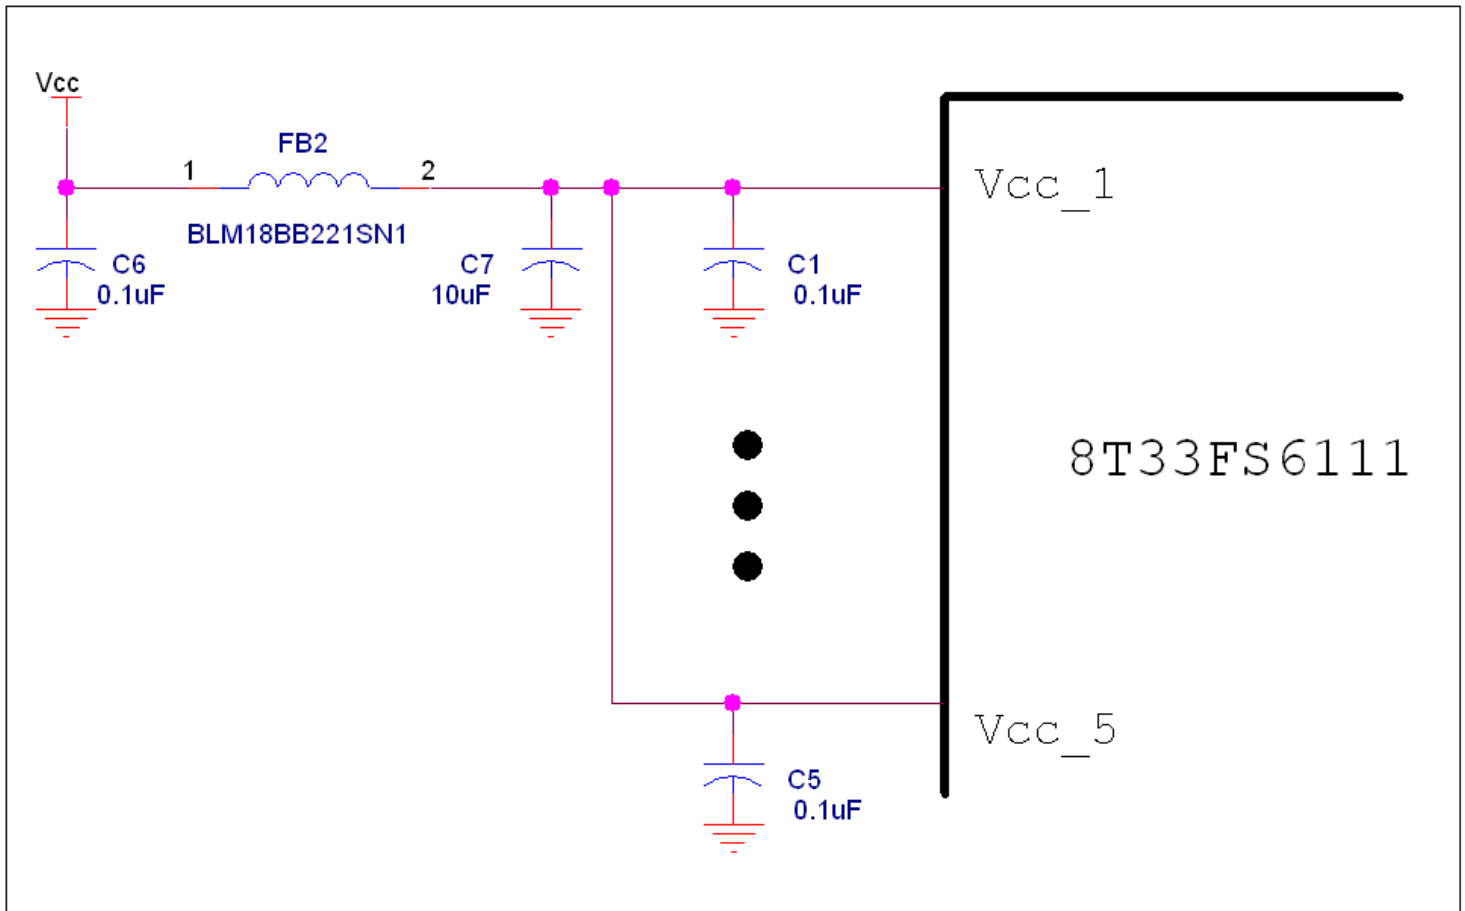 Vcc
FB2
1
2
BLM18BB221SN1
Vcc_1
C6
0.1uF
C7
10uF
C1
0.1uF
8T33FS6111
Vcc_5
C5
0.1uF